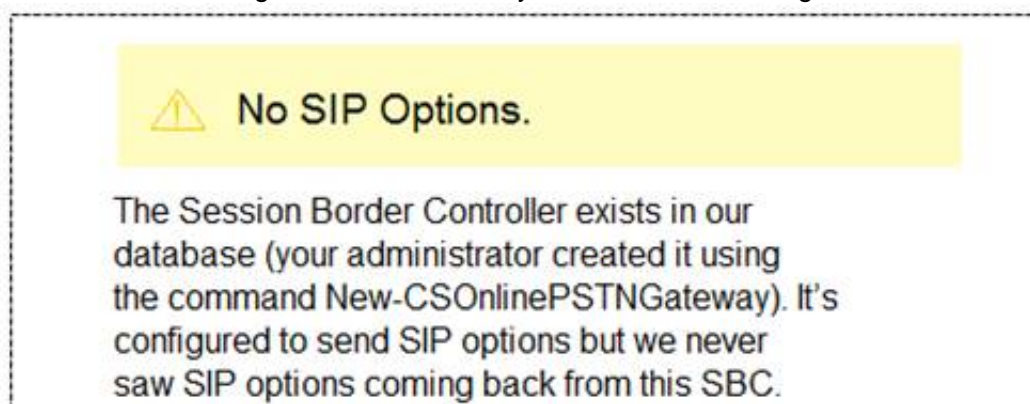 No SIP Options.
The Session Border Controller exists in our
database (your administrator created it using
the command New-CSOnlinePSTNGateway). It's
configured to send SIP options but we never
saw SIP options coming back from this SBC.